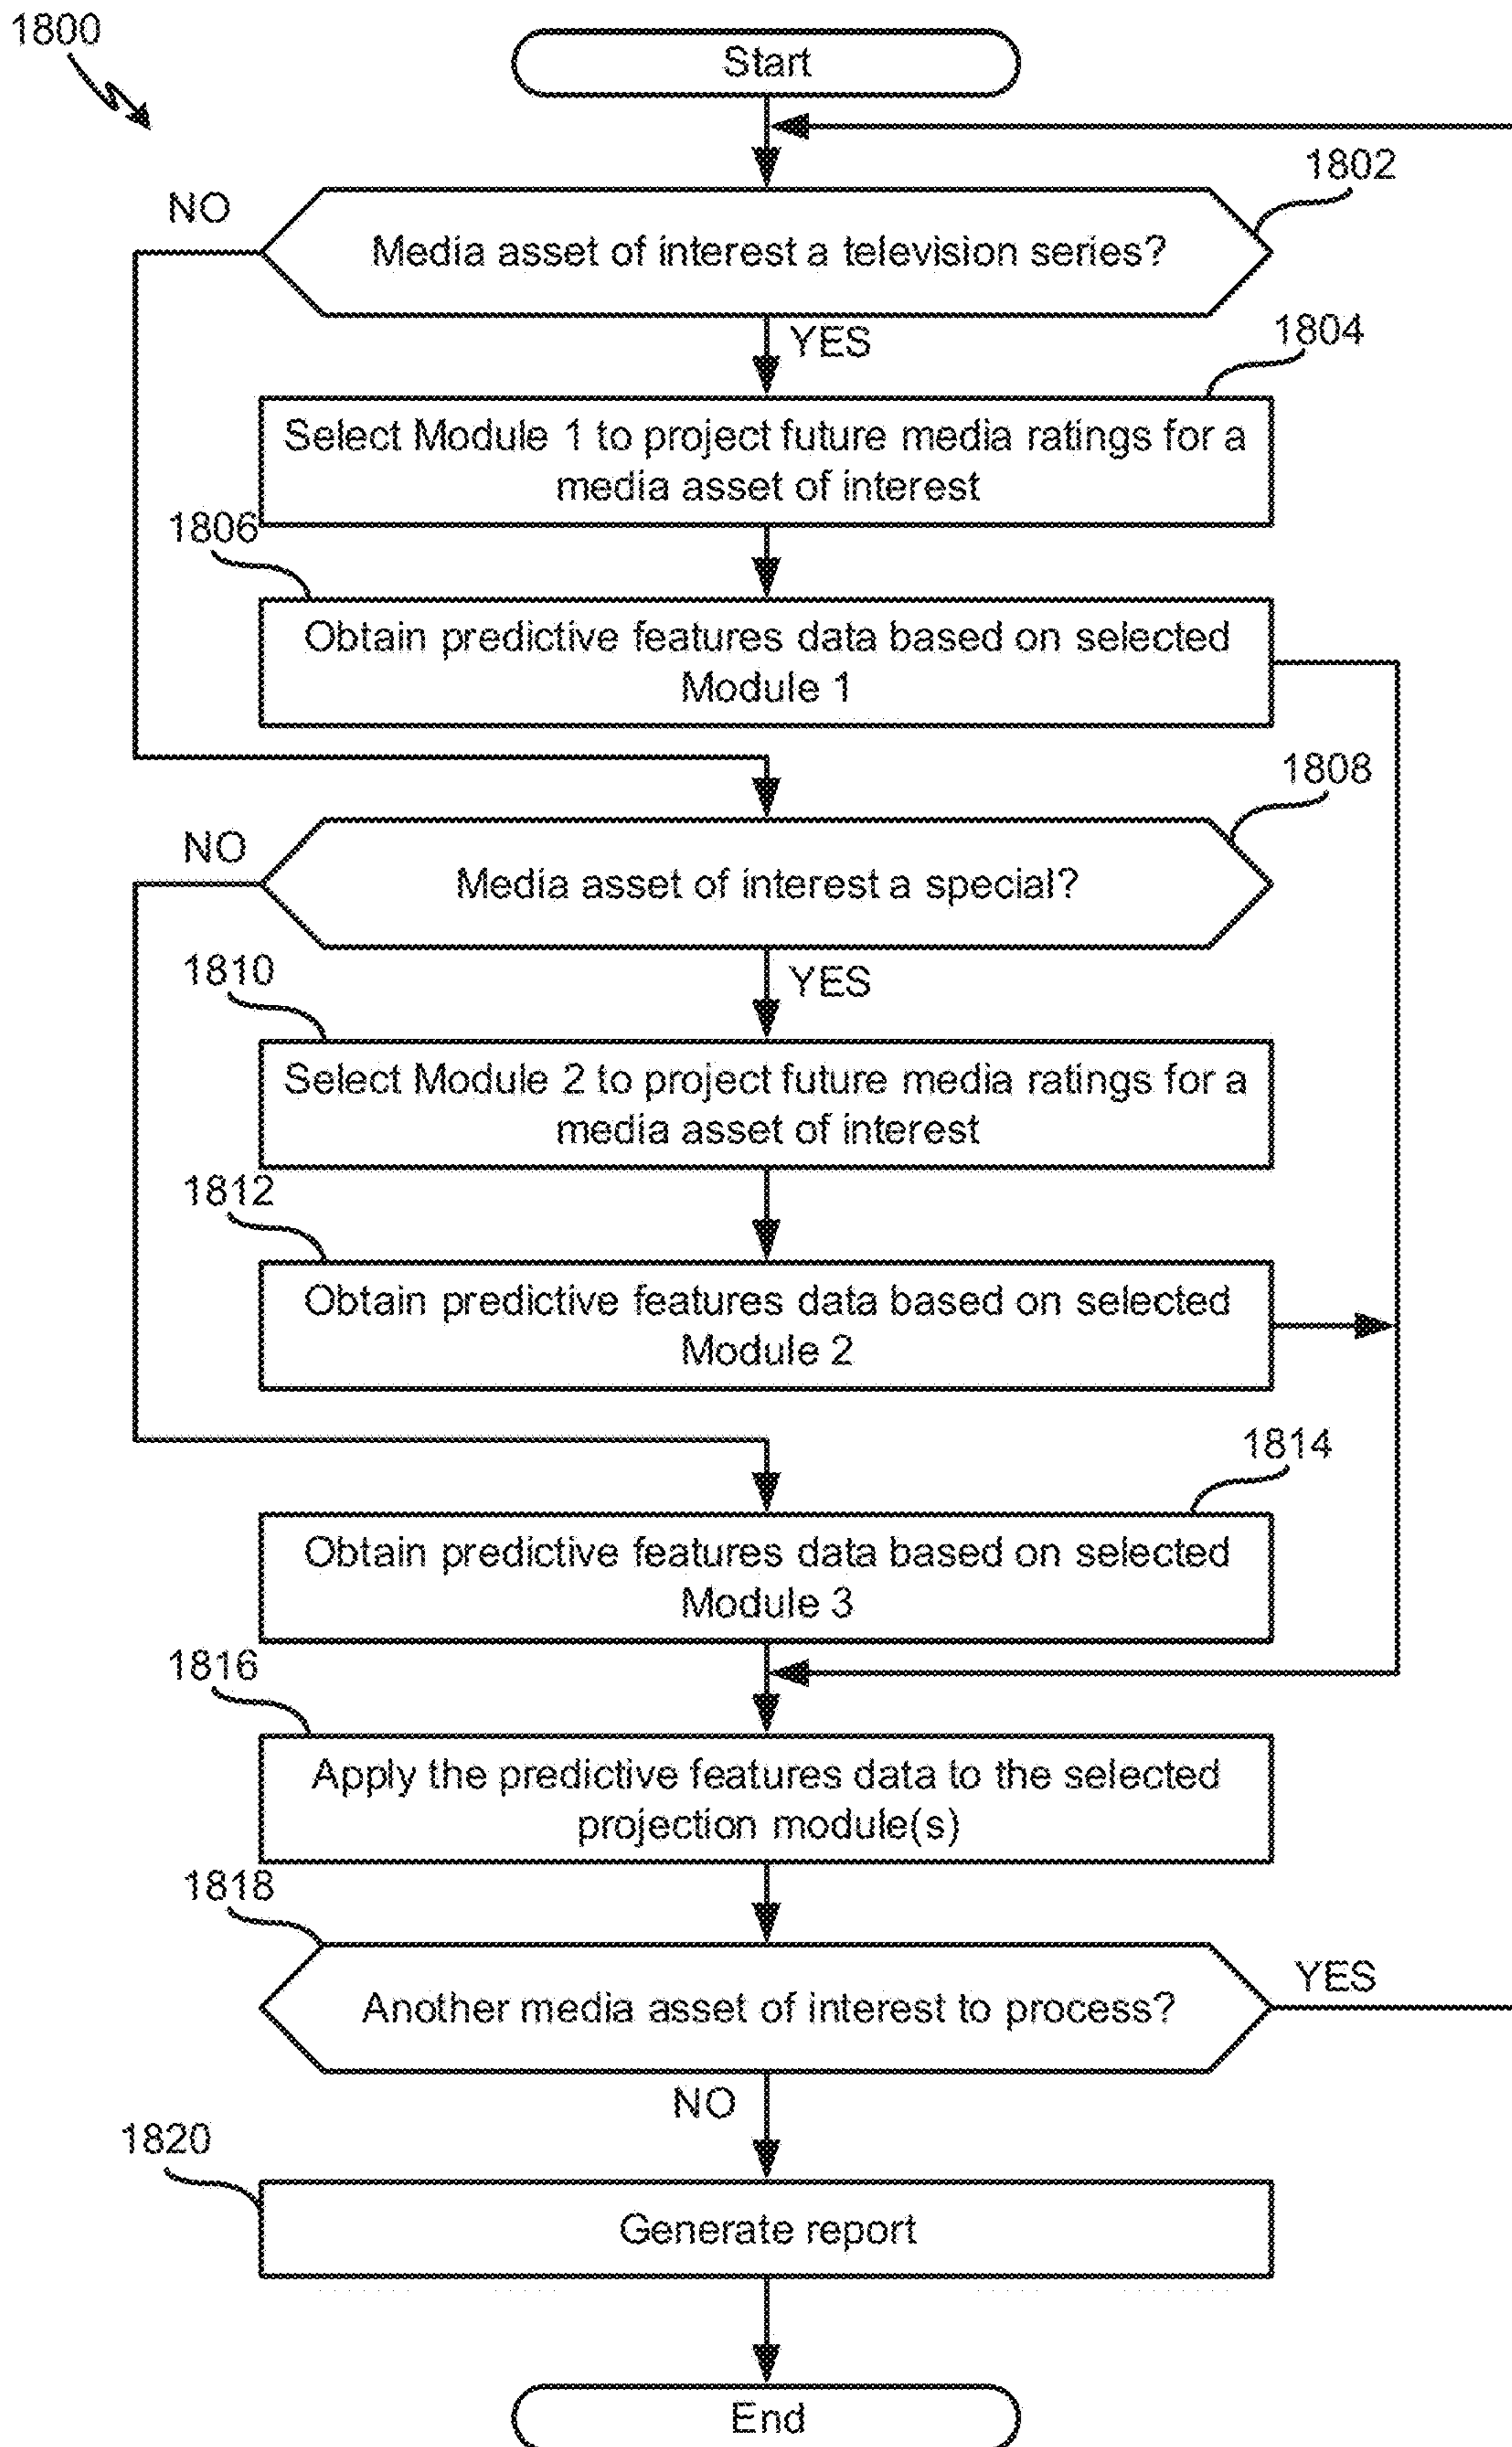 1800
Start
1802
NO
Media asset of interest a television series?
YES
1804
Select Module 1 to project future media ratings for a
media asset of interest
1806
Obtain predictive features data based on selected
Module 1
1808
NO
Media asset of interest a special?
YES
1810
Select Module 2 to project future media ratings for a
media asset of interest
1812
Obtain predictive features data based on selected
Module 2
1814
Obtain predictive features data based on selected
Module 3
1816
Apply the predictive features data to the selected
projection module(s)
1818
Another media asset of interest to process?
YES
NO
1820
Generate report
End